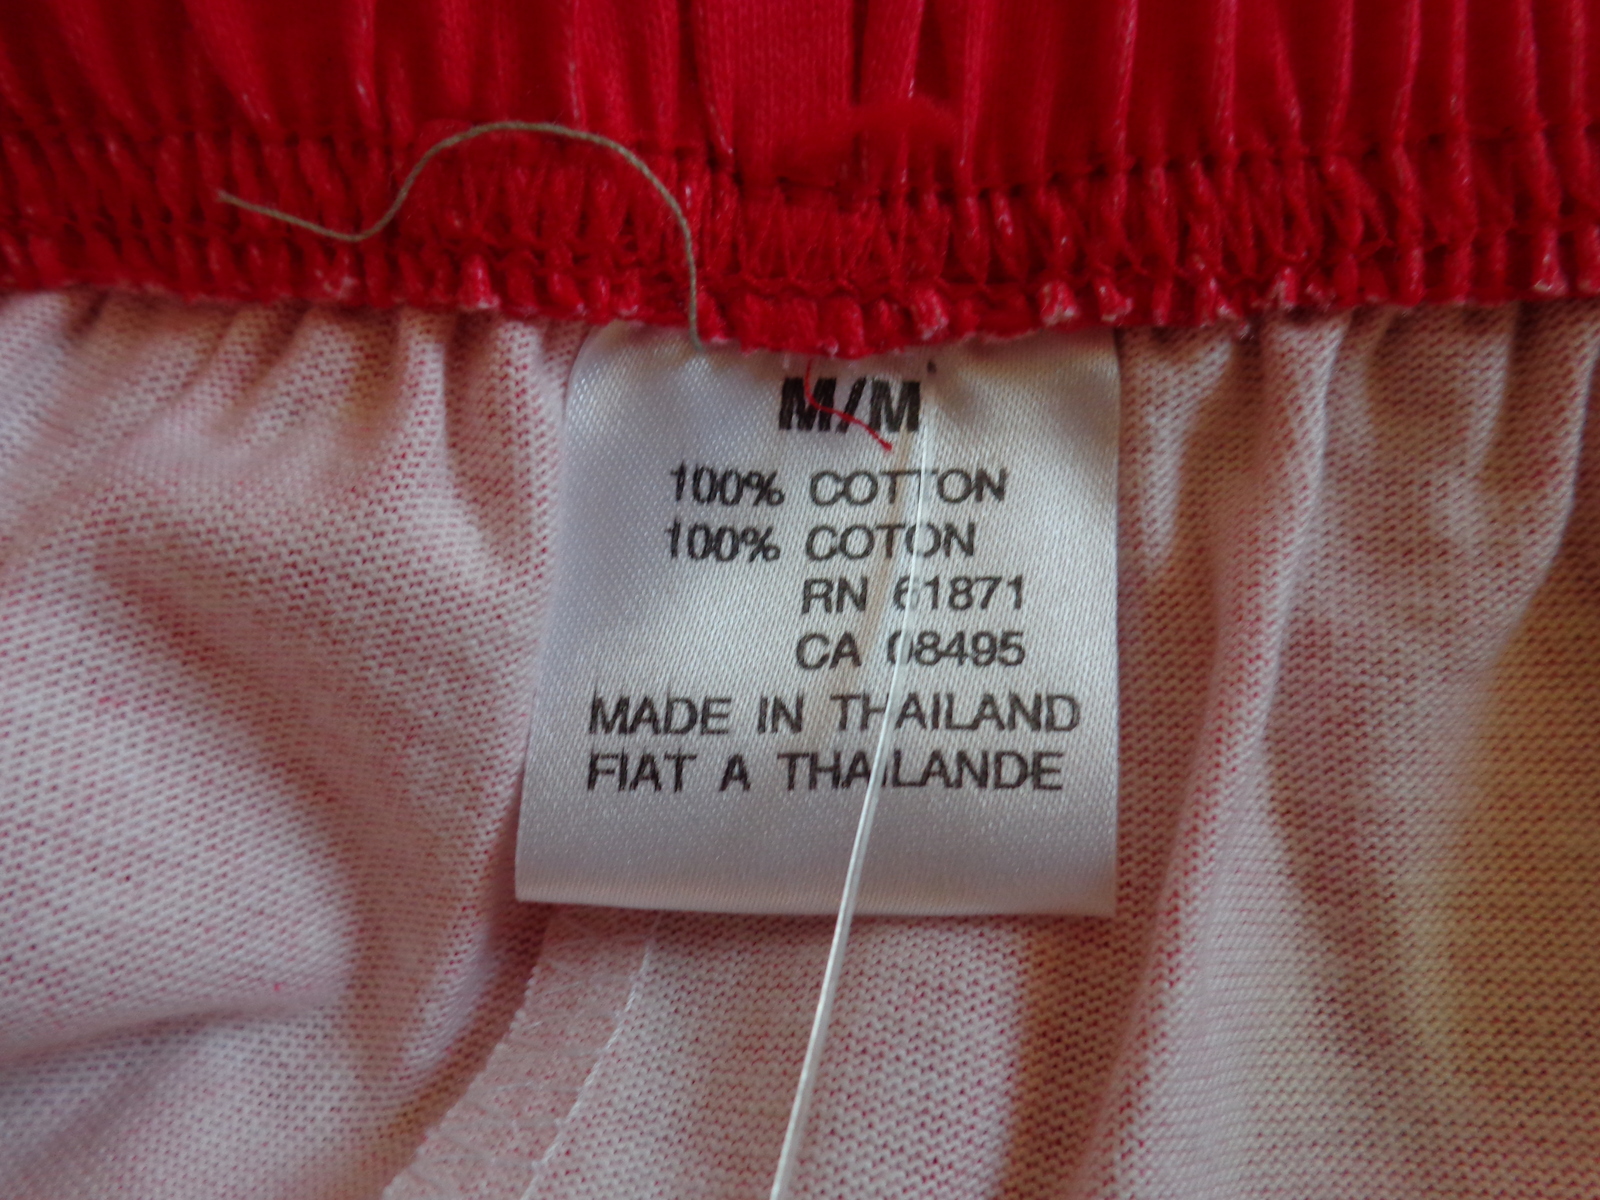 M/M
100% COTTON
100% COTON
RN 61871
CA 08495
MADE IN THAILAND
FIAT A THAILANDE